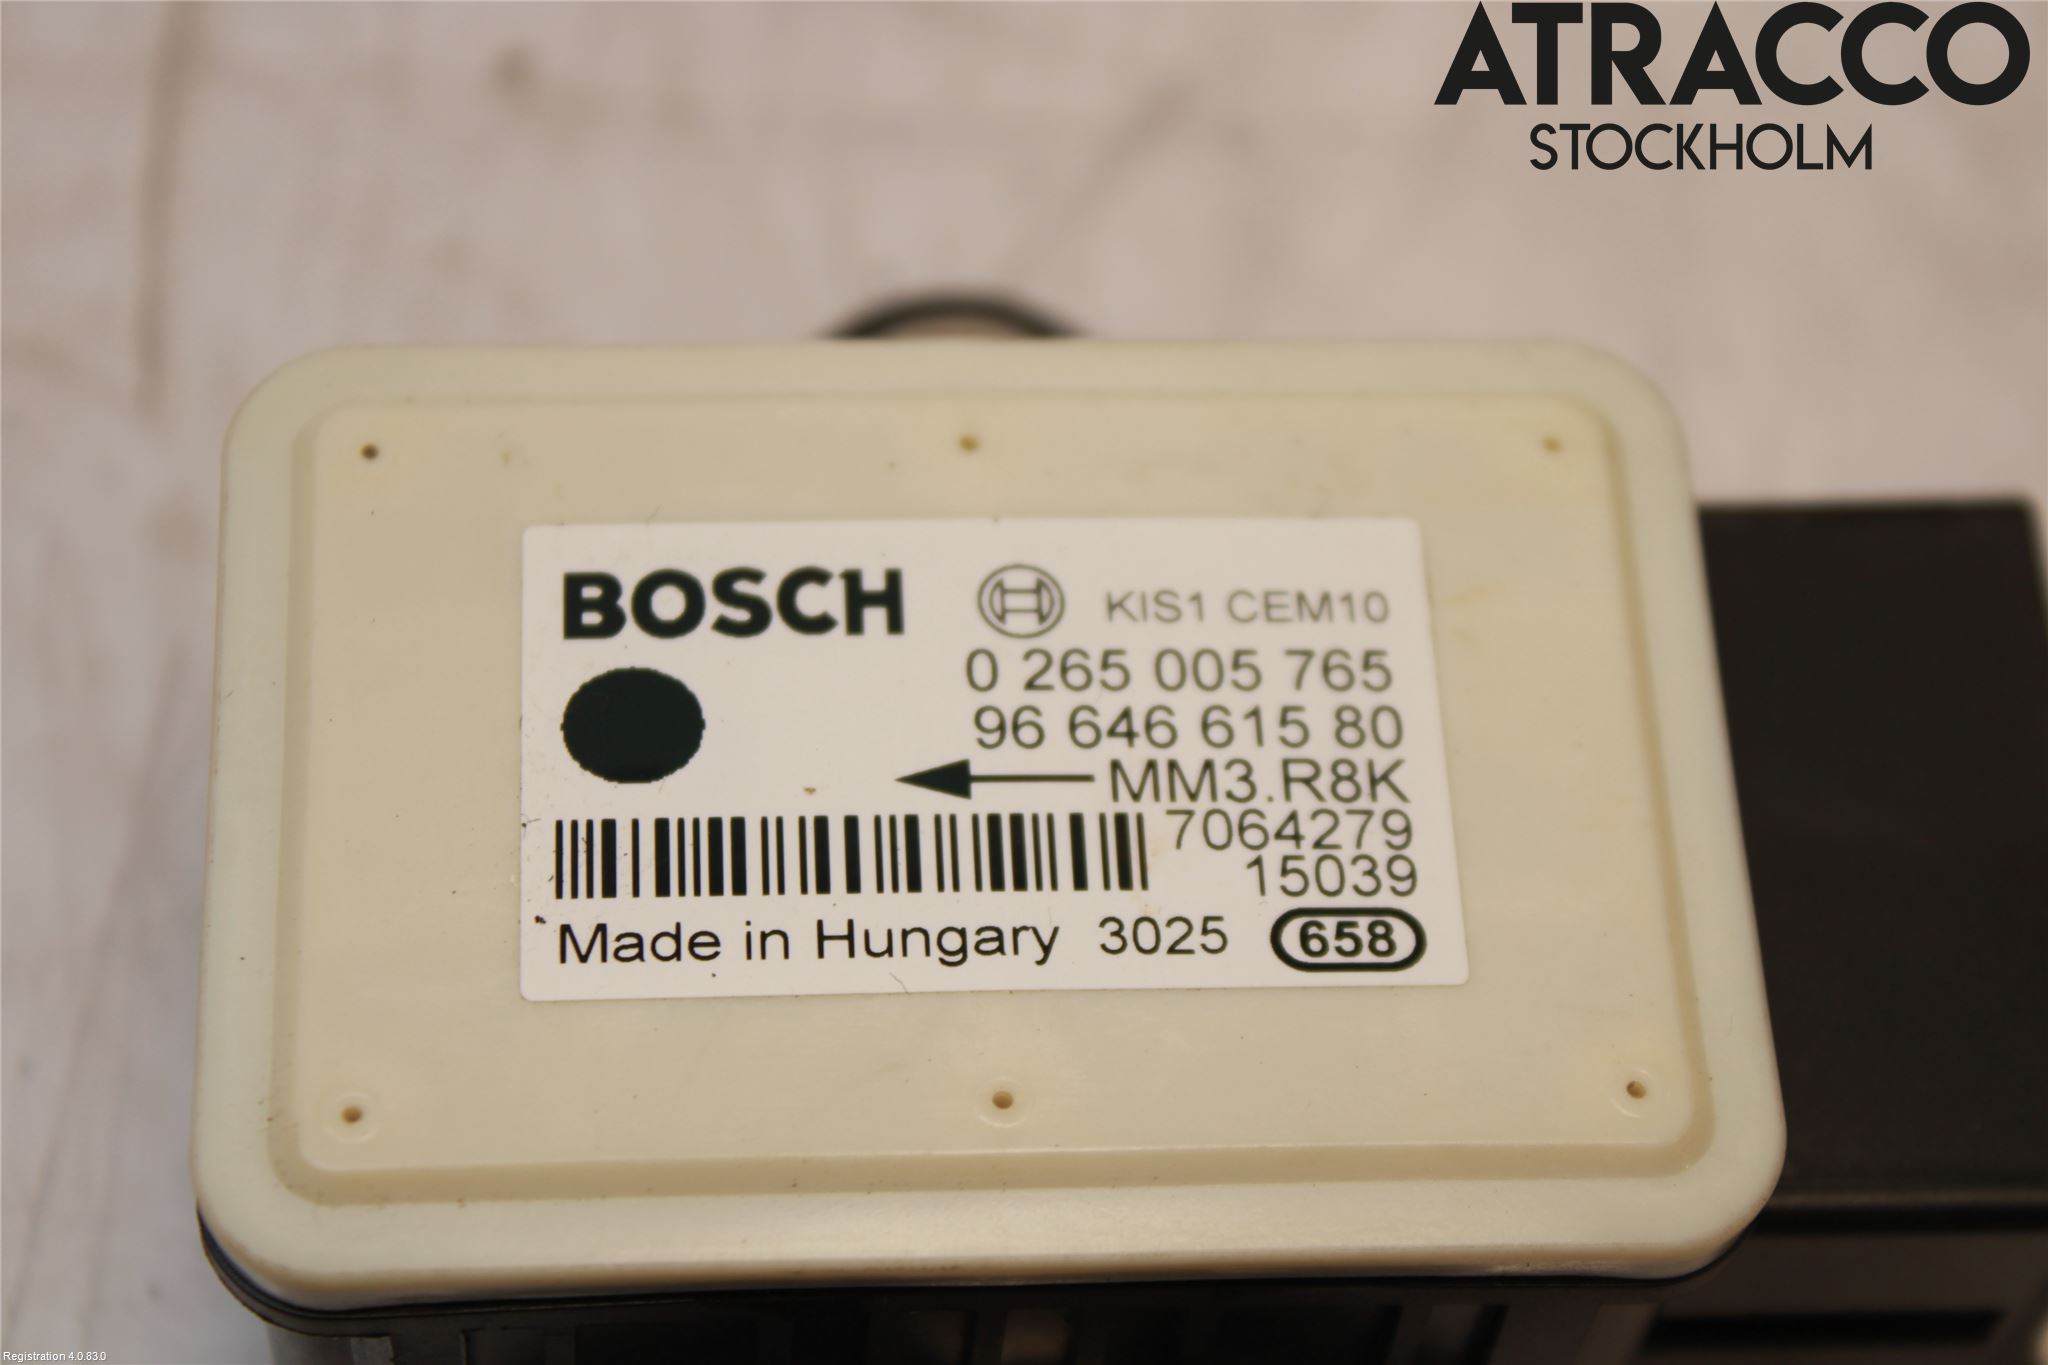 ATRACCO
STOCKHOLM
BOSCH KIS1 CEM10
0 265 005 765
96 646 615 80
MM3.R8K
7064279
15039
Made in Hungary 3025 658
Registration 4.0.83.0